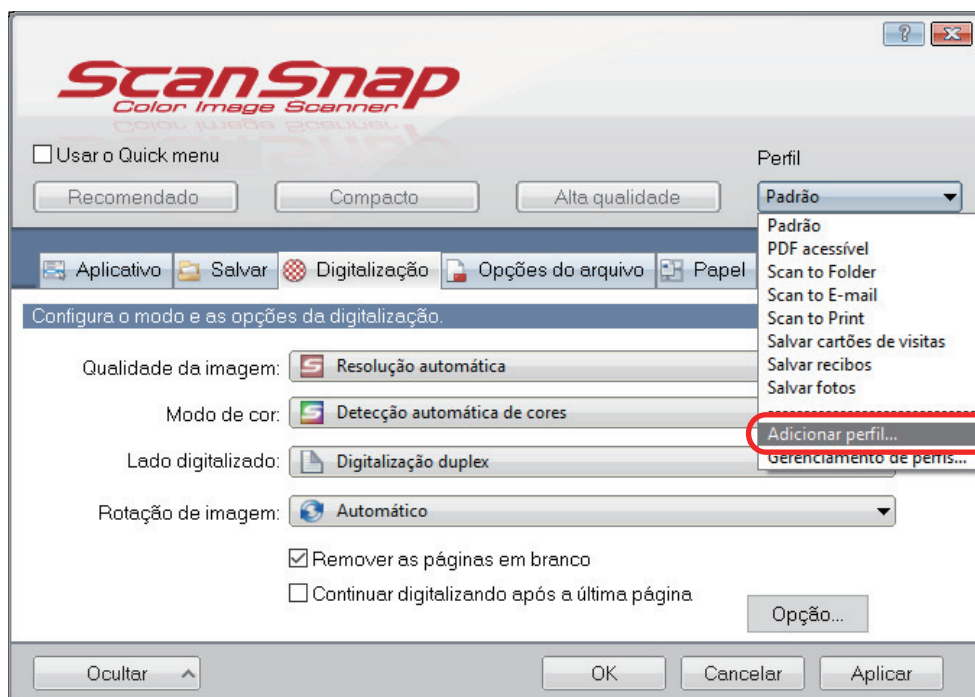 ScanSnap
Color Image Scanner
Usar o Quick menu
Perfil
Recomendado Compacto Alta qualidade Padrão
Padrão
PDF acessível
Scan to Folder
Scan to E-mail
Scan to Print
Salvar cartões de visitas
Salvar recibos
Salvar fotos
Adicionar perfil...
Gerenciamento de perfis...
Aplicativo Salvar Digitalização Opções do arquivo Papel
Configura o modo e as opções da digitalização.
Qualidade da imagem: Resolução automática
Modo de cor: Detecção automática de cores
Lado digitalizado: Digitalização duplex
Rotação de imagem: Automático
Remover as páginas em branco
Continuar digitalizando após a última página
Opção...
Ocultar OK Cancelar Aplicar